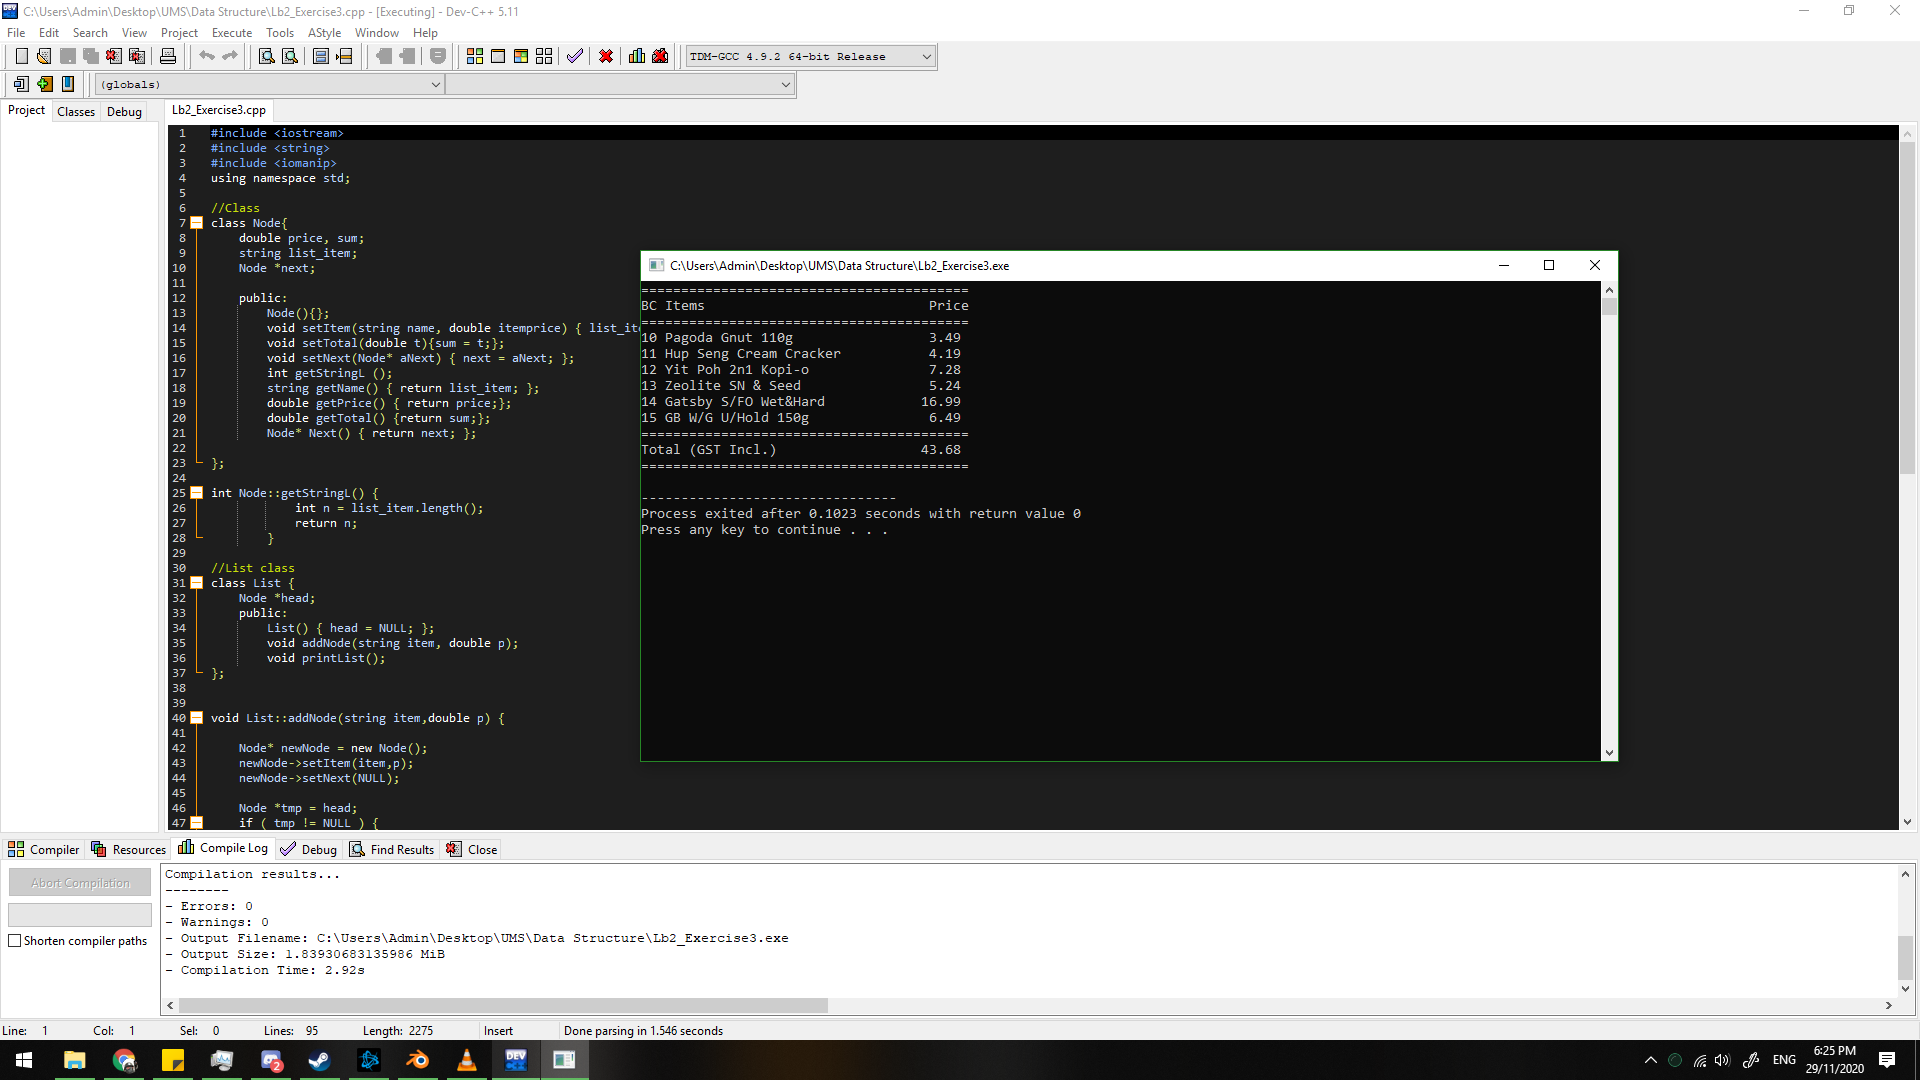 C:\Users\Admin\Desktop\UMS\Data Structure\Lb2_Exercise3.cpp - [Executing] - Dev-C++ 5.11
File Edit Search View Project Execute Tools AStyle Window Help
TDM-GCC 4.9.2 64-bit Release
(globals)
Project Classes Debug
Lb2_Exercise3.cpp
1 #include <iostream>
2 #include <string>
3 #include <iomanip>
4 using namespace std;
5
6 //Class
7 class Node{
8 double price, sum;
9 string list_item;
10 Node *next;
11
12 public:
13 Node(){};
14 void setItem(string name, double itemprice) { list_ite
15 void setTotal(double t){sum = t;};
16 void setNext(Node* aNext) { next = aNext; };
17 int getStringL ();
18 string getName() { return list_item; };
19 double getPrice() { return price;};
20 double getTotal() {return sum;};
21 Node* Next() { return next; };
22
23 };
24
25 int Node::getStringL() {
26 int n = list_item.length();
27 return n;
28 }
29
30 //List class
31 class List {
32 Node *head;
33 public:
34 List() { head = NULL; };
35 void addNode(string item, double p);
36 void printList();
37 };
38
39
40 void List::addNode(string item,double p) {
41
42 Node* newNode = new Node();
43 newNode->setItem(item,p);
44 newNode->setNext(NULL);
45
46 Node *tmp = head;
47 if ( tmp != NULL ) {
C:\Users\Admin\Desktop\UMS\Data Structure\Lb2_Exercise3.exe
=========================================
BC Items Price
=========================================
10 Pagoda Gnut 110g 3.49
11 Hup Seng Cream Cracker 4.19
12 Yit Poh 2n1 Kopi-o 7.28
13 Zeolite SN & Seed 5.24
14 Gatsby S/FO Wet&Hard 16.99
15 GB W/G U/Hold 150g 6.49
=========================================
Total (GST Incl.) 43.68
=========================================
--------------------------------
Process exited after 0.1023 seconds with return value 0
Press any key to continue . . .
Compiler Resources Compile Log Debug Find Results Close
Abort Compilation
Shorten compiler paths
Compilation results...
--------
- Errors: 0
- Warnings: 0
- Output Filename: C:\Users\Admin\Desktop\UMS\Data Structure\Lb2_Exercise3.exe
- Output Size: 1.83930683135986 MiB
- Compilation Time: 2.92s
Line: 1 Col: 1 Sel: 0 Lines: 95 Length: 2275 Insert Done parsing in 1.546 seconds
DEV
2
ENG
6:25 PM
29/11/2020